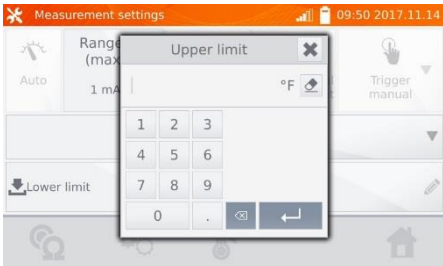 Measurement settings
09:50 2017.11.14
Range
(max
1 mA
Auto
Upper limit
°F
1 2 3
4 5 6
7 8 9
0 .
Trigger
manual
Lower limit